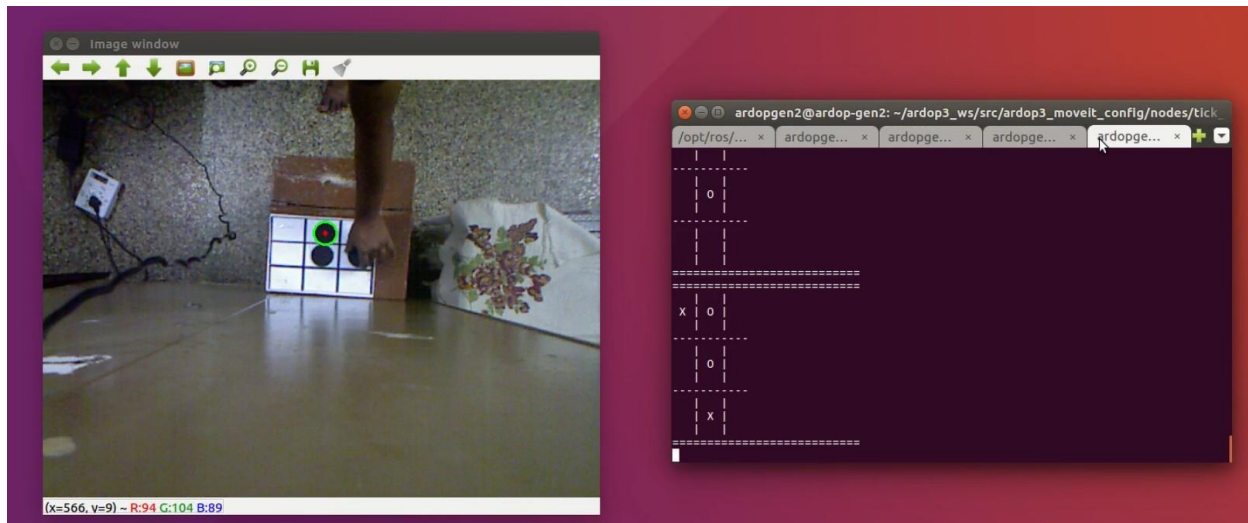 Image window
(x=566, y=9) ~ R:94 G:104 B:89
ardopgen2@ardop-gen2: ~/ardop3_ws/src/ardop3_moveit_config/nodes/tick_
/opt/ros/... × ardopge... × ardopge... × ardopge... × ardopge... ×
| |
-----------
| |
| O |
| |
-----------
| |
| |
| |
===========================
===========================
| |
X | O |
| |
-----------
| |
| O |
| |
-----------
| |
| X |
| |
===========================